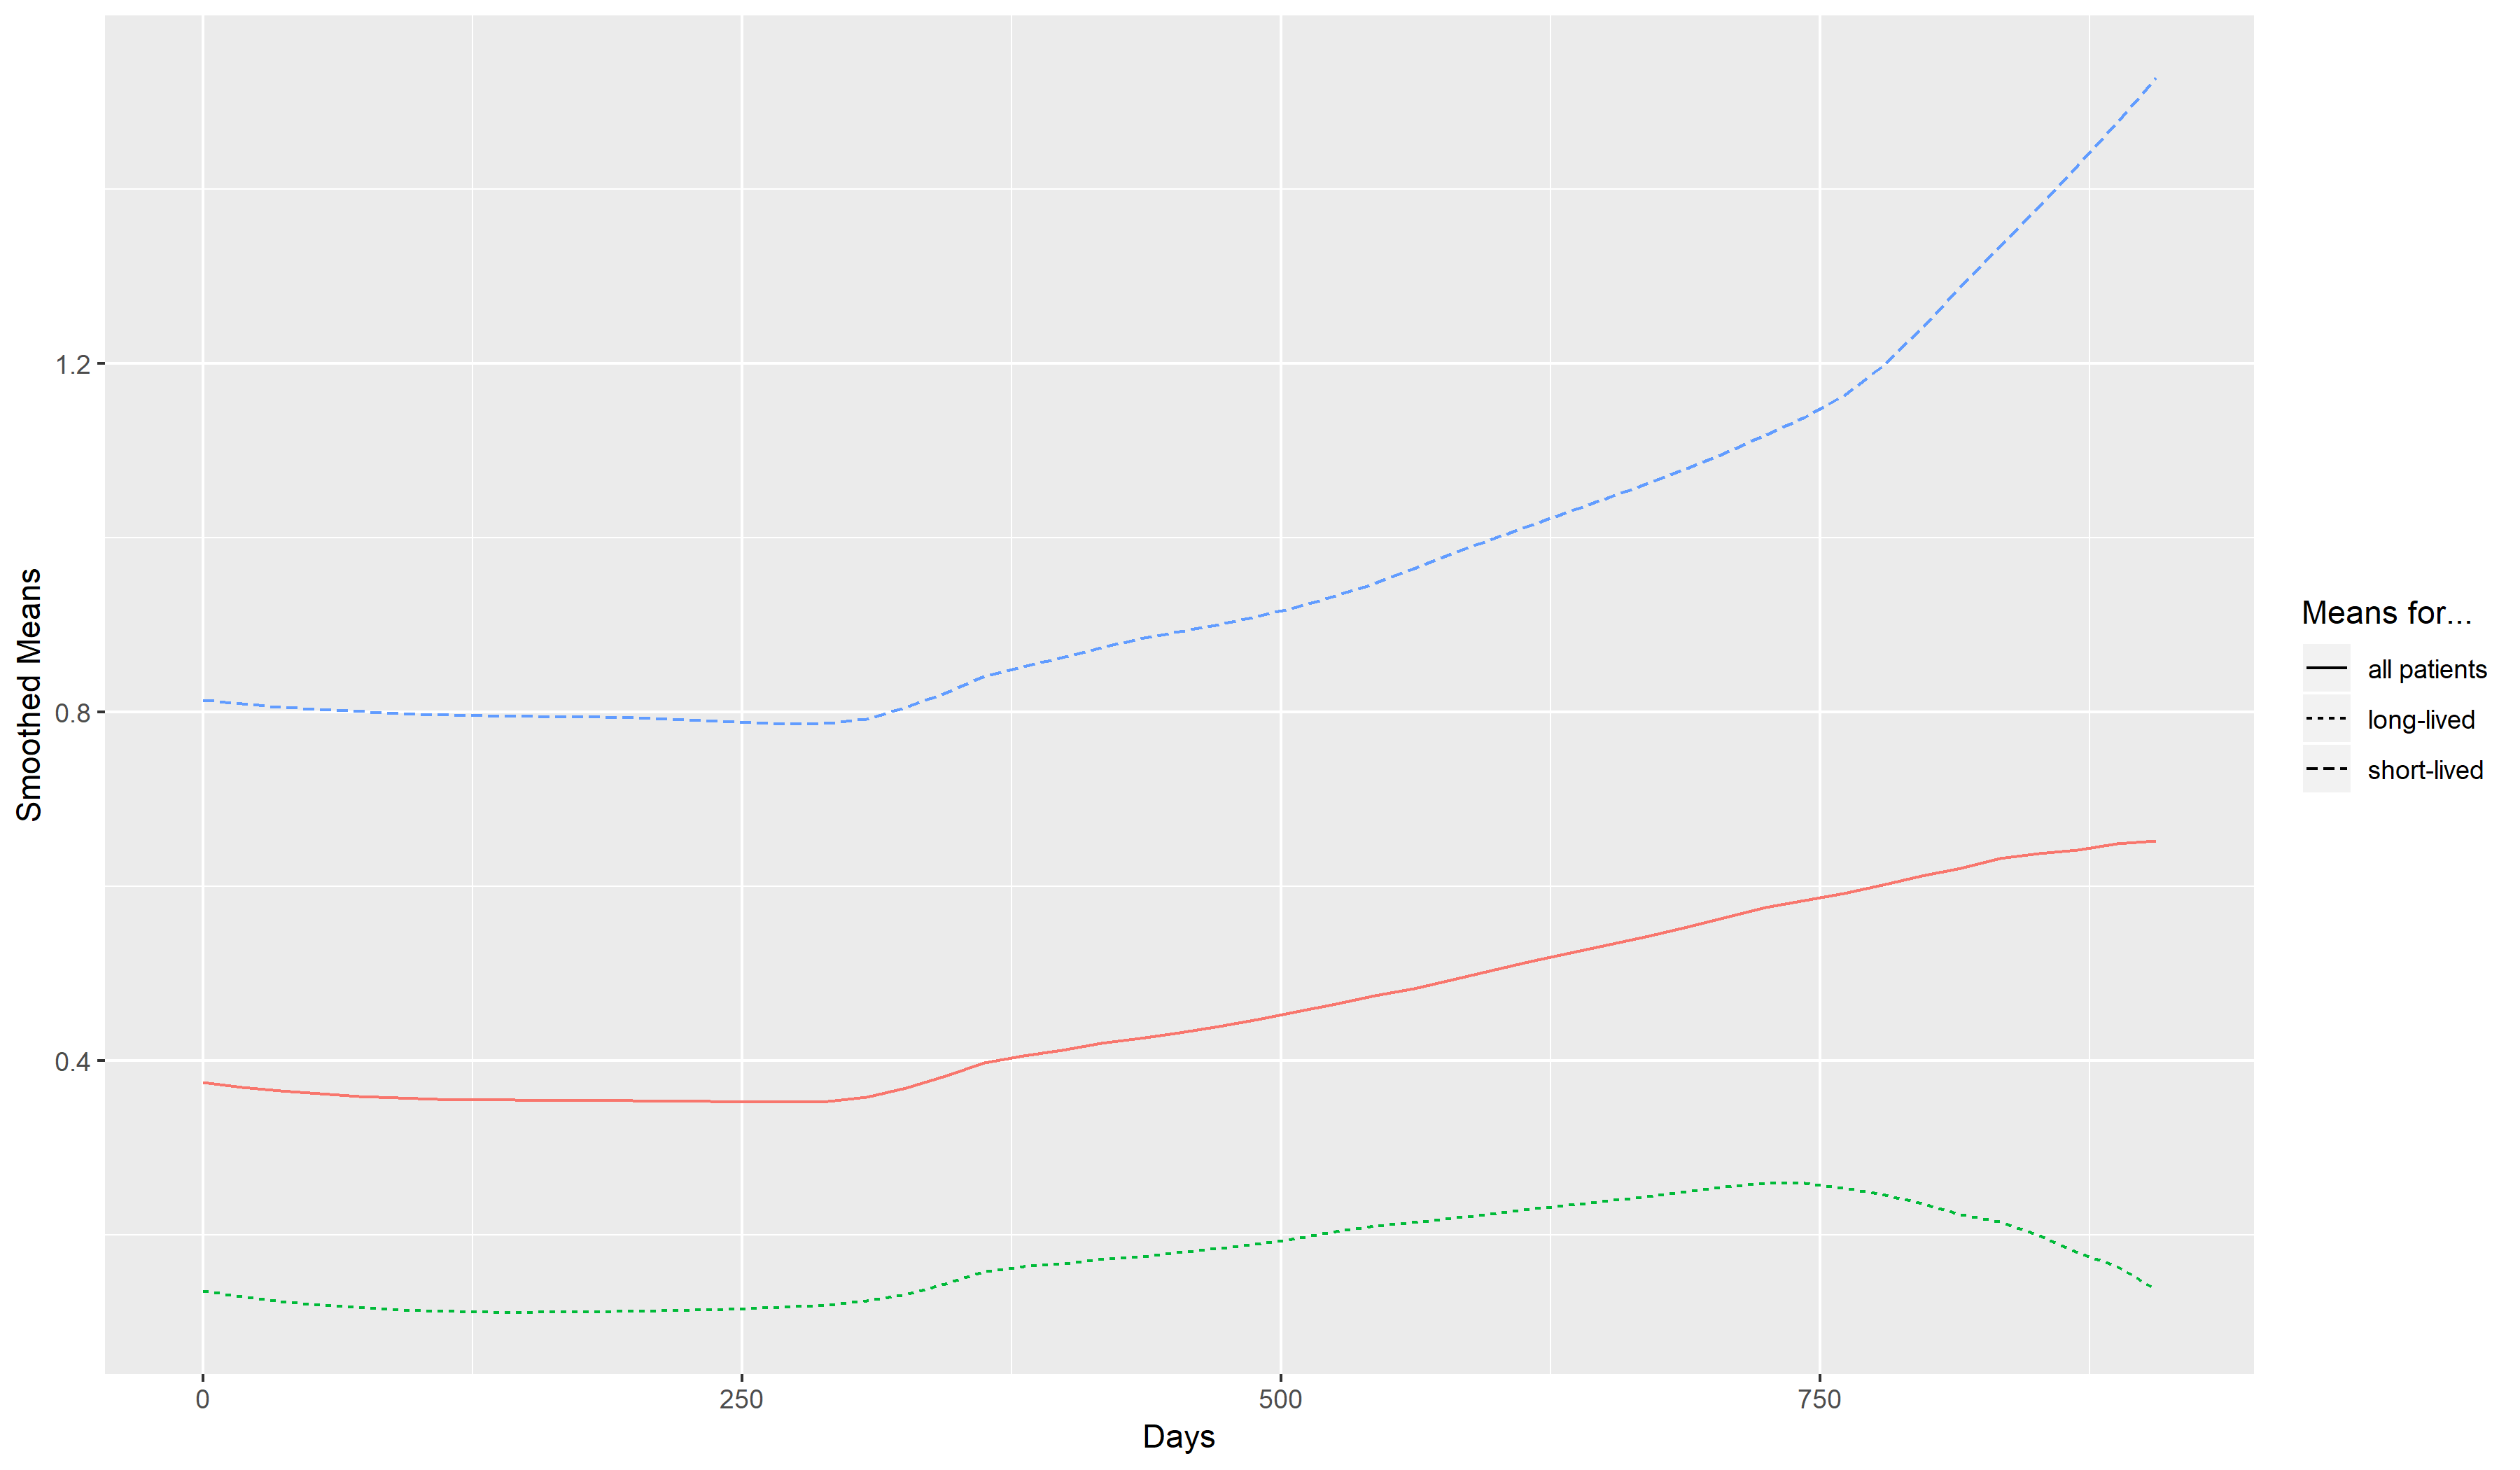 Smoothed Means
1.2
0.8
0.4
0 250 500 750
Days
Means for...
all patients
long-lived
short-lived